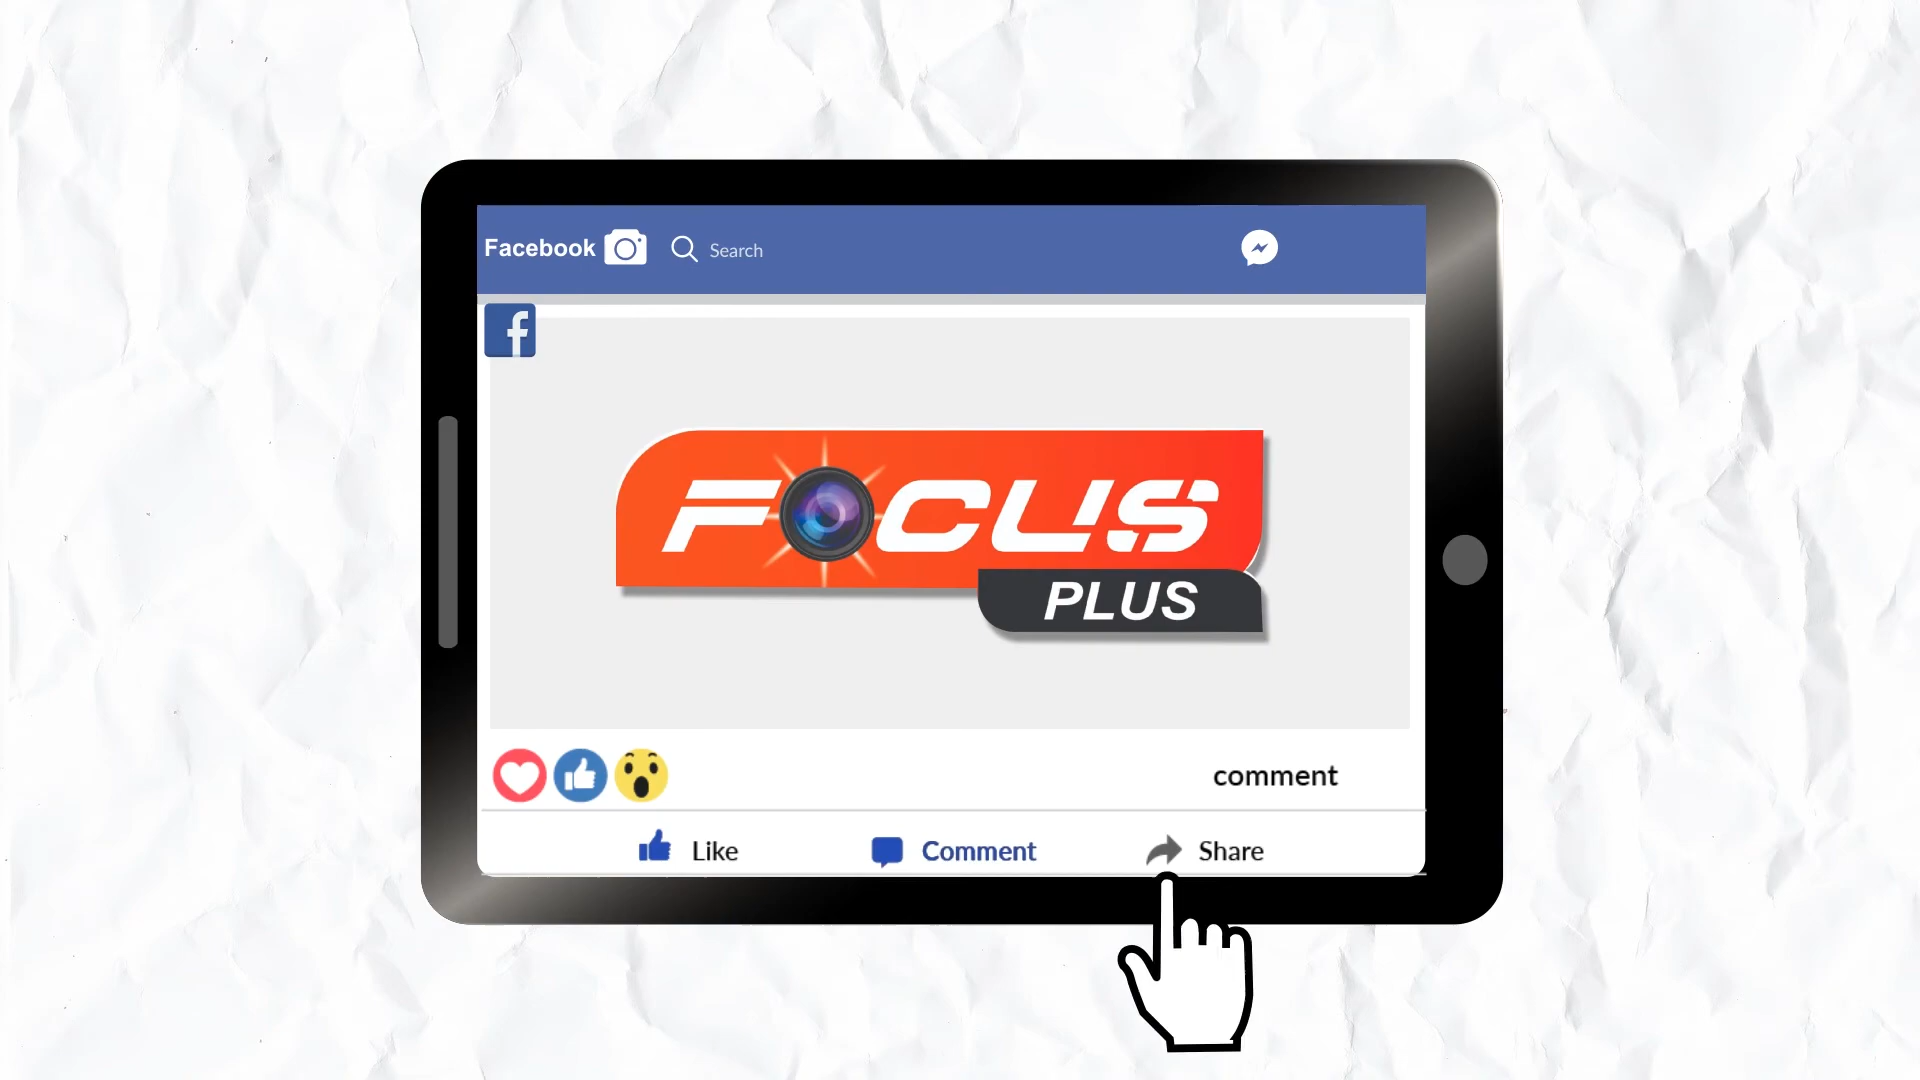 Facebook
Search
FOCUS
PLUS
comment
Like
Comment
Share